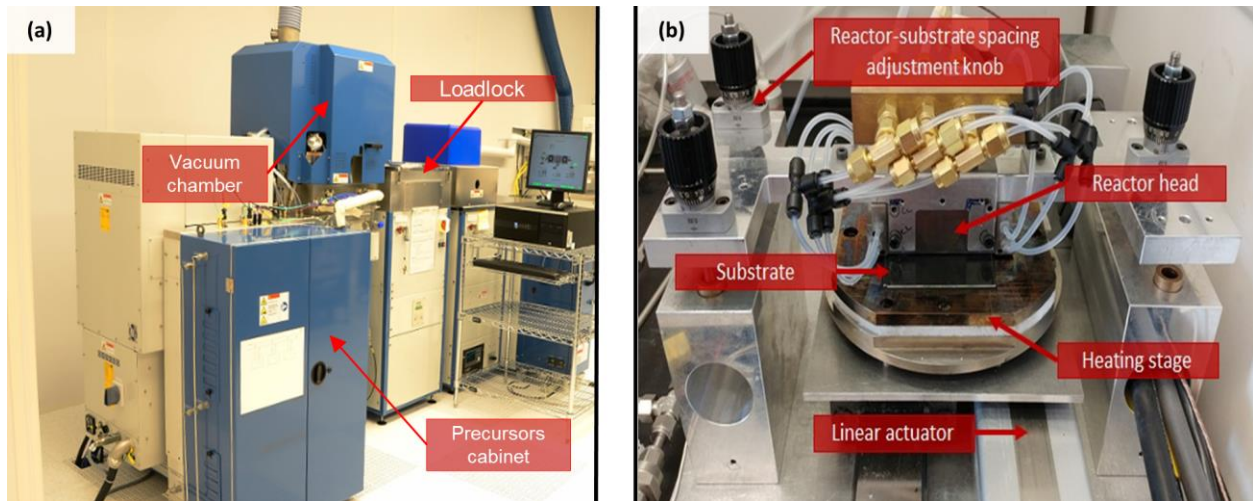 (a)
Loadlock
Vacuum
chamber
Precursors
cabinet
(b)
Reactor-substrate spacing
adjustment knob
Reactor head
Substrate
Heating stage
Linear actuator